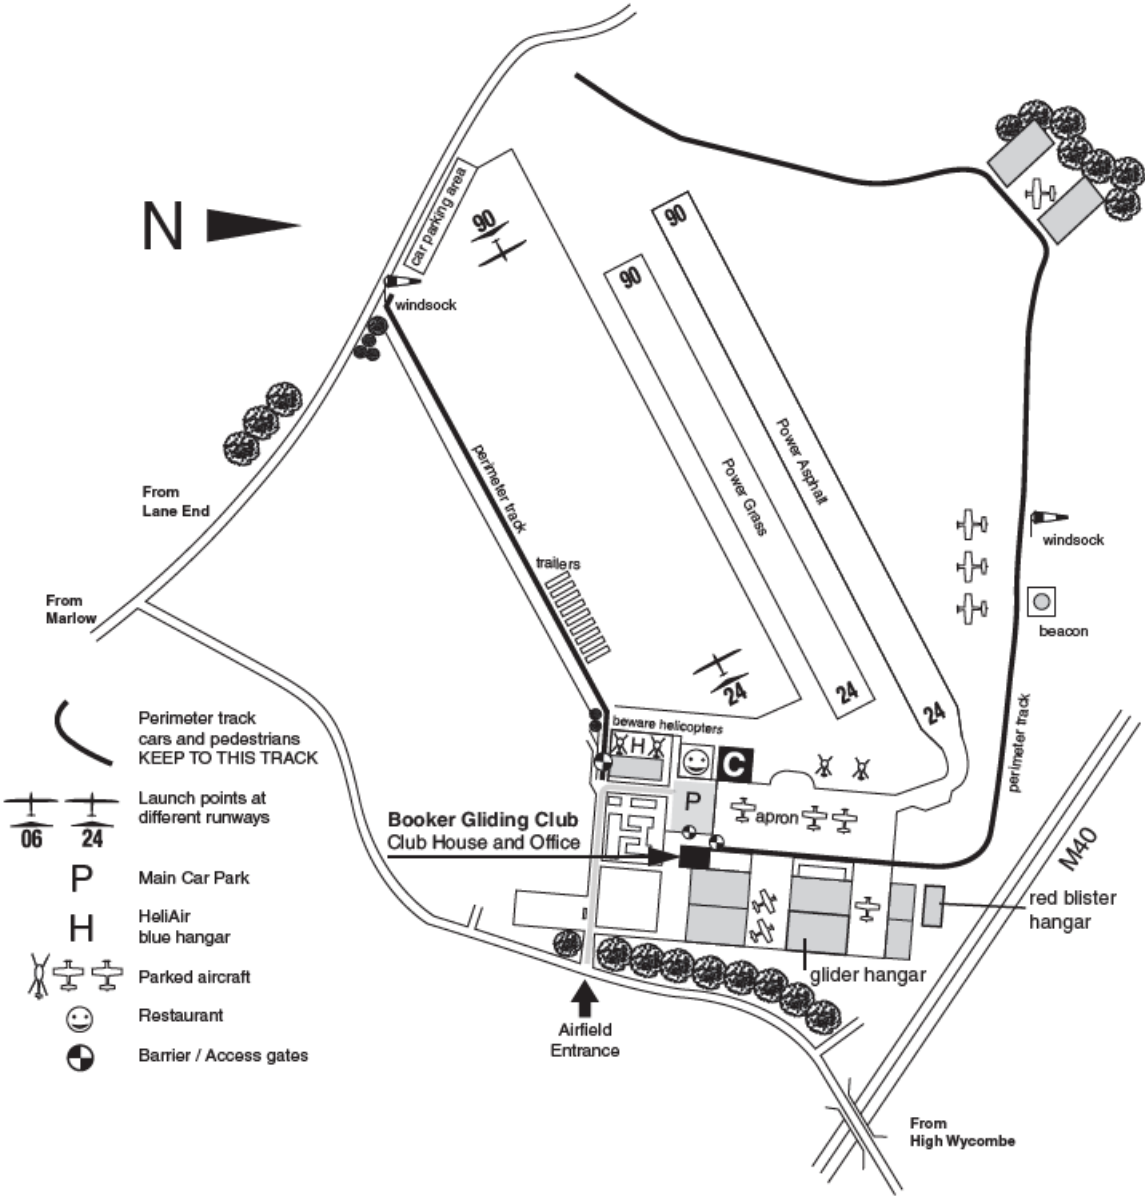 N
car parking area
06
06
06
windsock
perimeter track
Power Asphalt
Power Grass
From
Lane End
windsock
trailers
From
Marlow
beacon
24
24
24
beware helicopters
perimeter track
H
C
P
apron
M40
Booker Gliding Club
Club House and Office
red blister
hangar
glider hangar
Perimeter track
cars and pedestrians
KEEP TO THIS TRACK
Launch points at
different runways
06 24
P Main Car Park
H HeliAir
blue hangar
Parked aircraft
Restaurant
Barrier / Access gates
Airfield
Entrance
From
High Wycombe